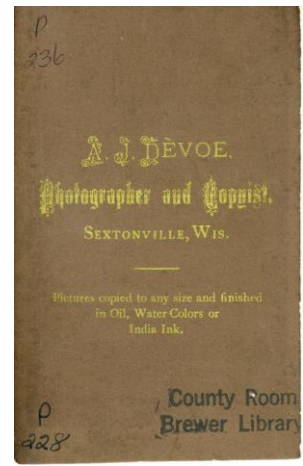 P
236
A. J. DÈVOE.
Photographer and Copyist.
SEXTONVILLE, WIS.
Pictures copied to any size and finished
in Oil, Water Colors or
India Ink.
County Room
Brewer Library
P
228